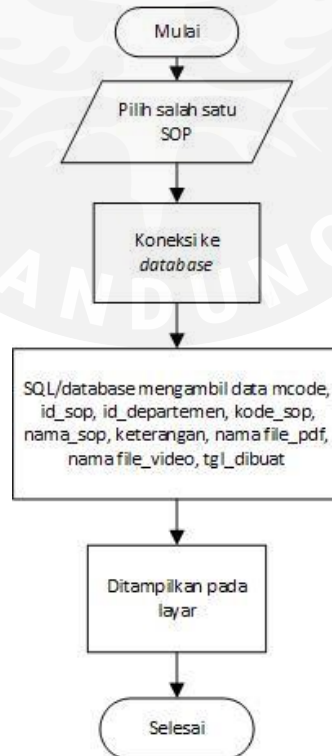 Mulai
Pilih salah satu
SOP
Koneksi ke
database
SQL/database mengambil data mcode,
id_sop, id_departemen, kode_sop,
nama_sop, keterangan, nama file_pdf,
nama file_video, tgl_dibuat
Ditampilkan pada
layar
Selesai